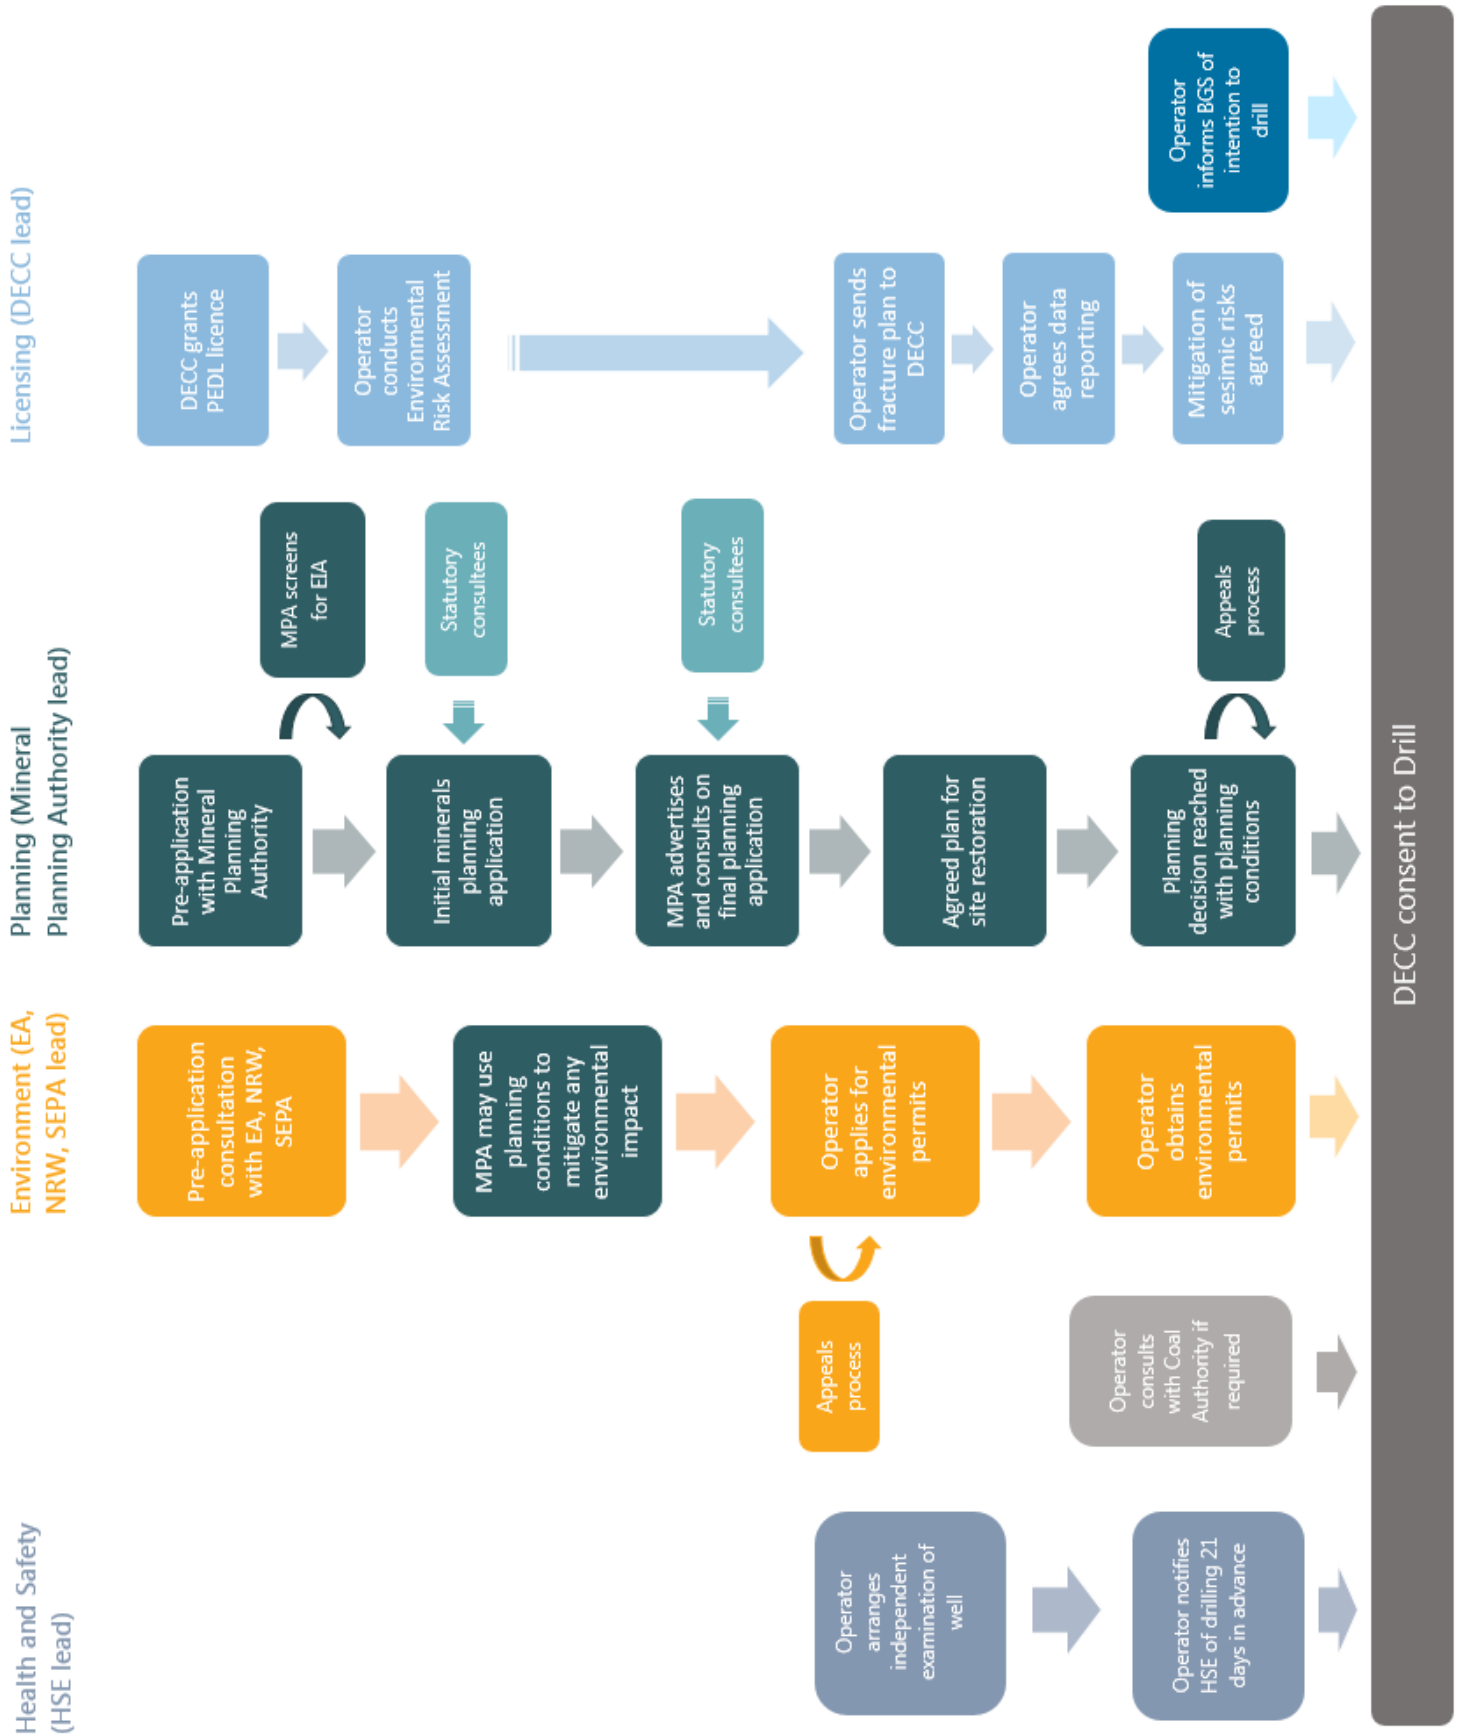 Health and Safety
(HSE lead)
Operator
arranges
independent
examination of
well
Operator notifies
HSE of drilling 21
days in advance
Operator
consults
with Coal
Authority if
required
Environment (EA,
NRW, SEPA lead)
Pre-application
consultation
with EA, NRW,
SEPA
MPA may use
planning
conditions to
mitigate any
environmental
impact
Appeals
process
Operator
applies for
environmental
permits
Operator
obtains
environmental
permits
Planning (Mineral
Planning Authority lead)
Pre-application
with Mineral
Planning
Authority
MPA screens
for EIA
Initial minerals
planning
application
Statutory
consultees
MPA advertises
and consults on
final planning
application
Statutory
consultees
Agreed plan for
site restoration
Planning
decision reached
with planning
conditions
Appeals
process
Licensing (DECC lead)
DECC grants
PEDL licence
Operator
conducts
Environmental
Risk Assessment
Operator sends
fracture plan to
DECC
Operator
agrees data
reporting
Mitigation of
sesimic risks
agreed
Operator
informs BGS of
intention to
drill
DECC consent to Drill